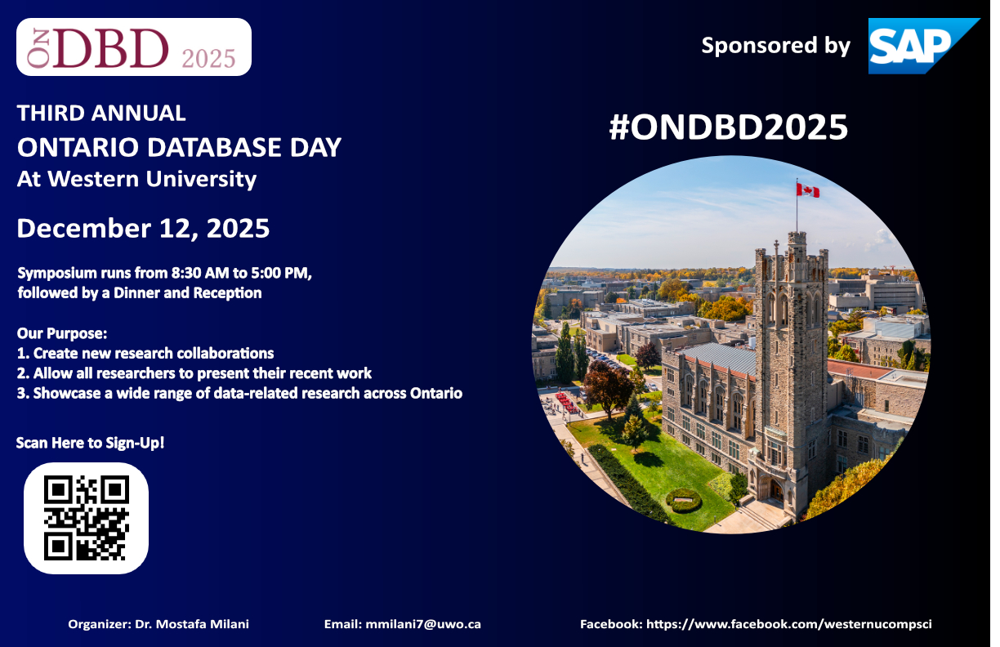 ON DBD 2025
Sponsored by SAP
THIRD ANNUAL
ONTARIO DATABASE DAY
At Western University
#ONDBD2025
December 12, 2025
Symposium runs from 8:30 AM to 5:00 PM,
followed by a Dinner and Reception
Our Purpose:
1. Create new research collaborations
2. Allow all researchers to present their recent work
3. Showcase a wide range of data-related research across Ontario
Scan Here to Sign-Up!
Organizer: Dr. Mostafa Milani
Email: mmilani7@uwo.ca
Facebook: https://www.facebook.com/westernucompsci